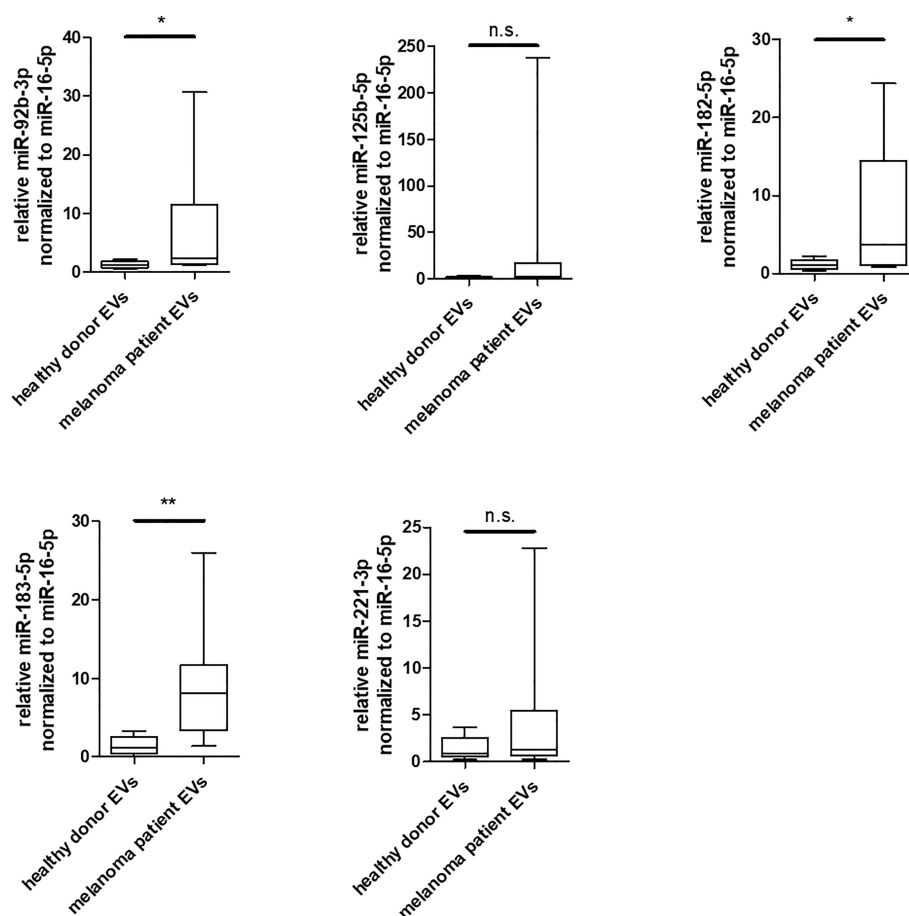 *
relative miR-92b-3p
normalized to miR-16-5p
40
30
20
10
0
healthy donor EVs
melanoma patient EVs
n.s.
relative miR-125b-5p
normalized to miR-16-5p
250
200
150
100
50
0
healthy donor EVs
melanoma patient EVs
*
relative miR-182-5p
normalized to miR-16-5p
30
20
10
0
healthy donor EVs
melanoma patient EVs
**
relative miR-183-5p
normalized to miR-16-5p
30
20
10
0
healthy donor EVs
melanoma patient EVs
n.s.
relative miR-221-3p
normalized to miR-16-5p
25
20
15
10
5
0
healthy donor EVs
melanoma patient EVs